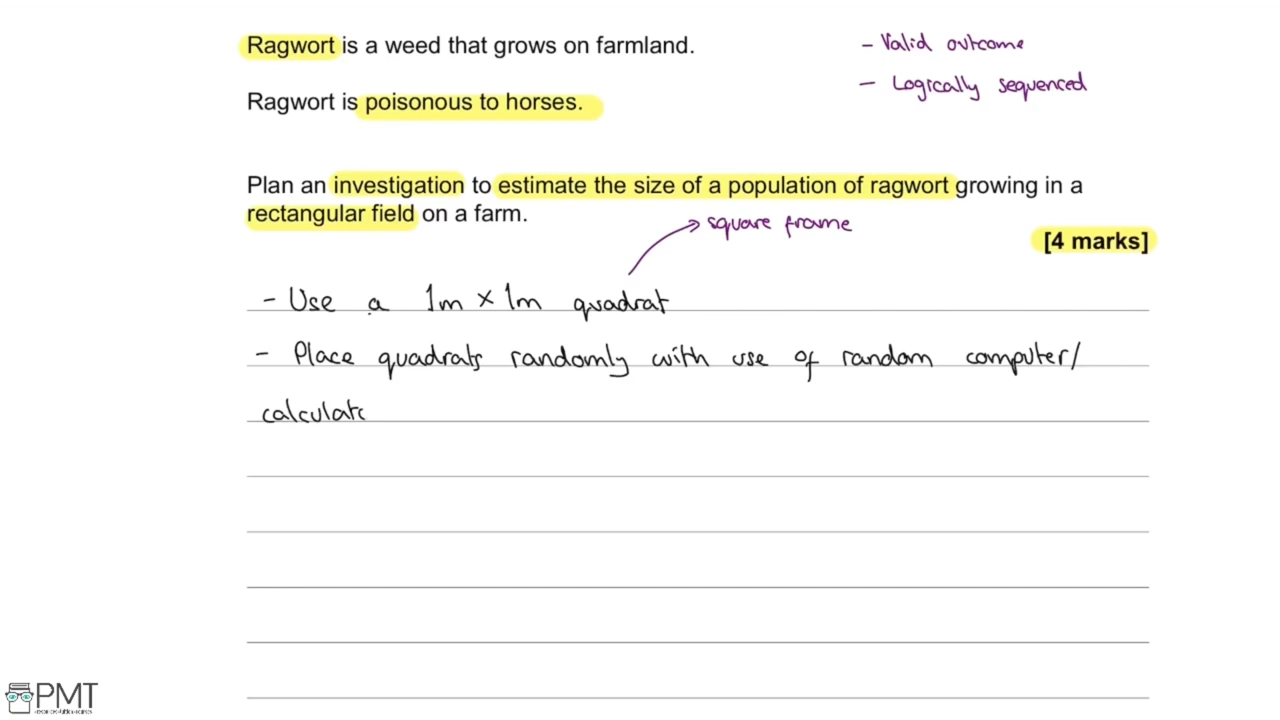 Ragwort is a weed that grows on farmland.
- Valid outcome
- Logically sequenced
Ragwort is poisonous to horses.
Plan an investigation to estimate the size of a population of ragwort growing in a
rectangular field on a farm.
square frame
[4 marks]
- Use a 1m × 1m quadrat
- Place quadrats randomly with use of random computer/
calculato
PMT